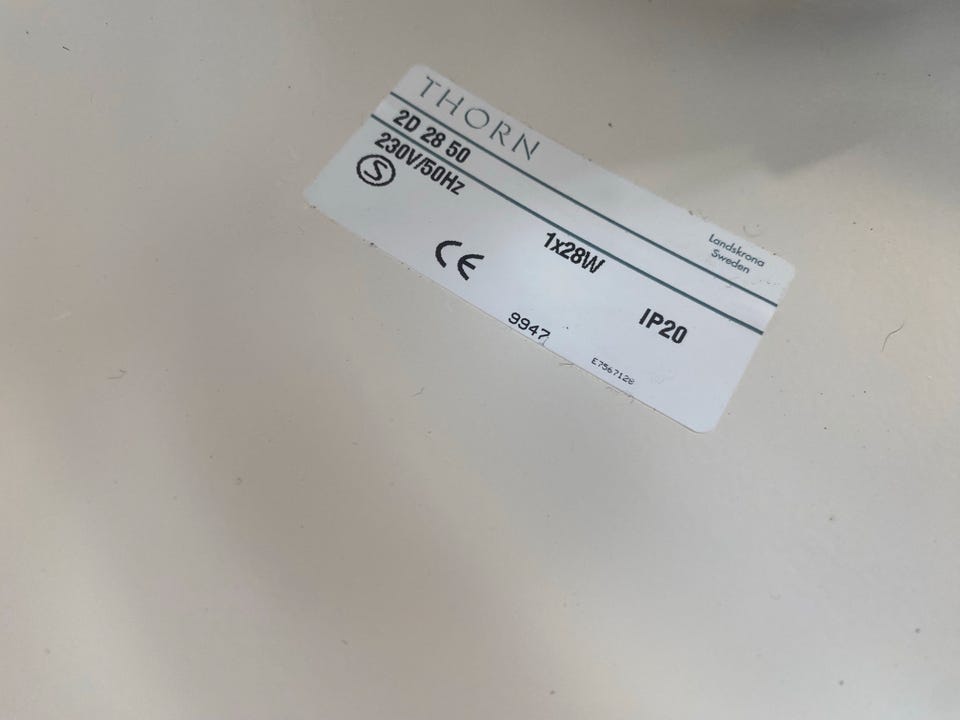 THORN
Landskrona
Sweden
2D 28 50
230V/50Hz
S
1x28W
IP20
CE
9947
E7567128